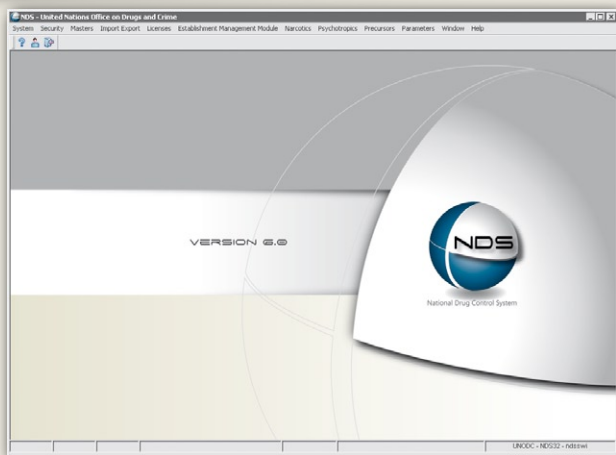 NDS - United Nations Office on Drugs and Crime
System Security Masters Import Export Licenses Establishment Management Module Narcotics Psychotropics Precursors Parameters Window Help
VERSION 6.0
NDS
National Drug Control System
UNODC - NDS32 - ndsswi